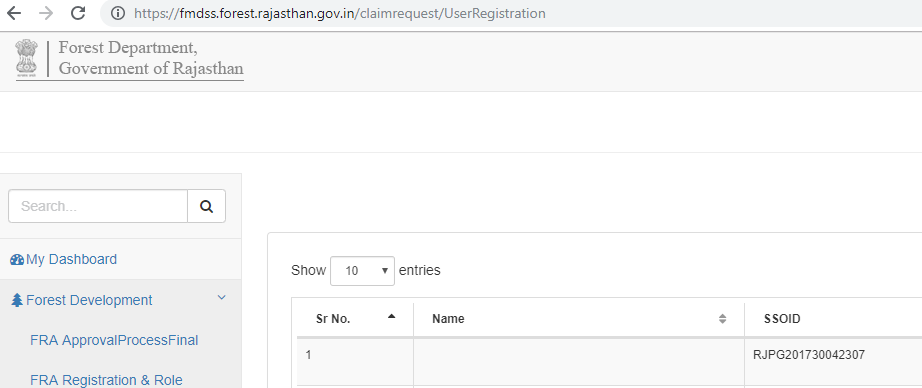 https://fmdss.forest.rajasthan.gov.in/claimrequest/UserRegistration
Forest Department,
Government of Rajasthan
Search...
My Dashboard
Forest Development
FRA ApprovalProcessFinal
FRA Registration & Role
Show 10 entries
Sr No. Name SSOID
1 RJPG201730042307